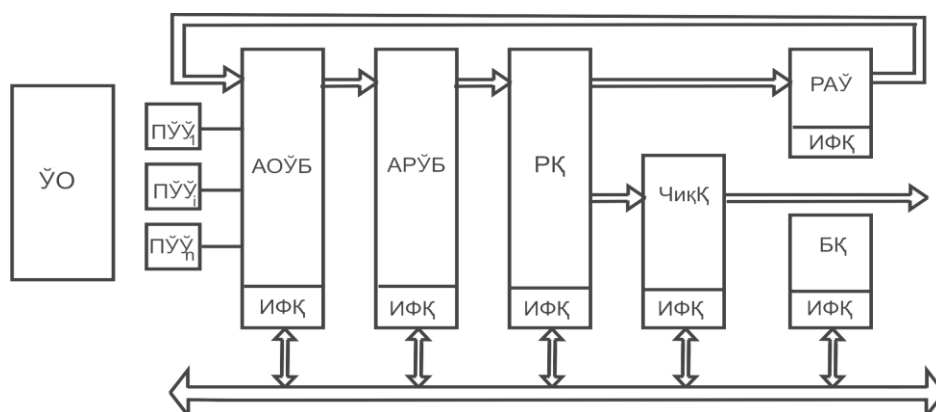 ЎО
ПЎЎ1
ПЎЎi
ПЎЎn
АОЎБ
ИФҚ
АРЎБ
ИФҚ
РҚ
ИФҚ
ЧиқҚ
ИФҚ
РАЎ
ИФҚ
БҚ
ИФҚ